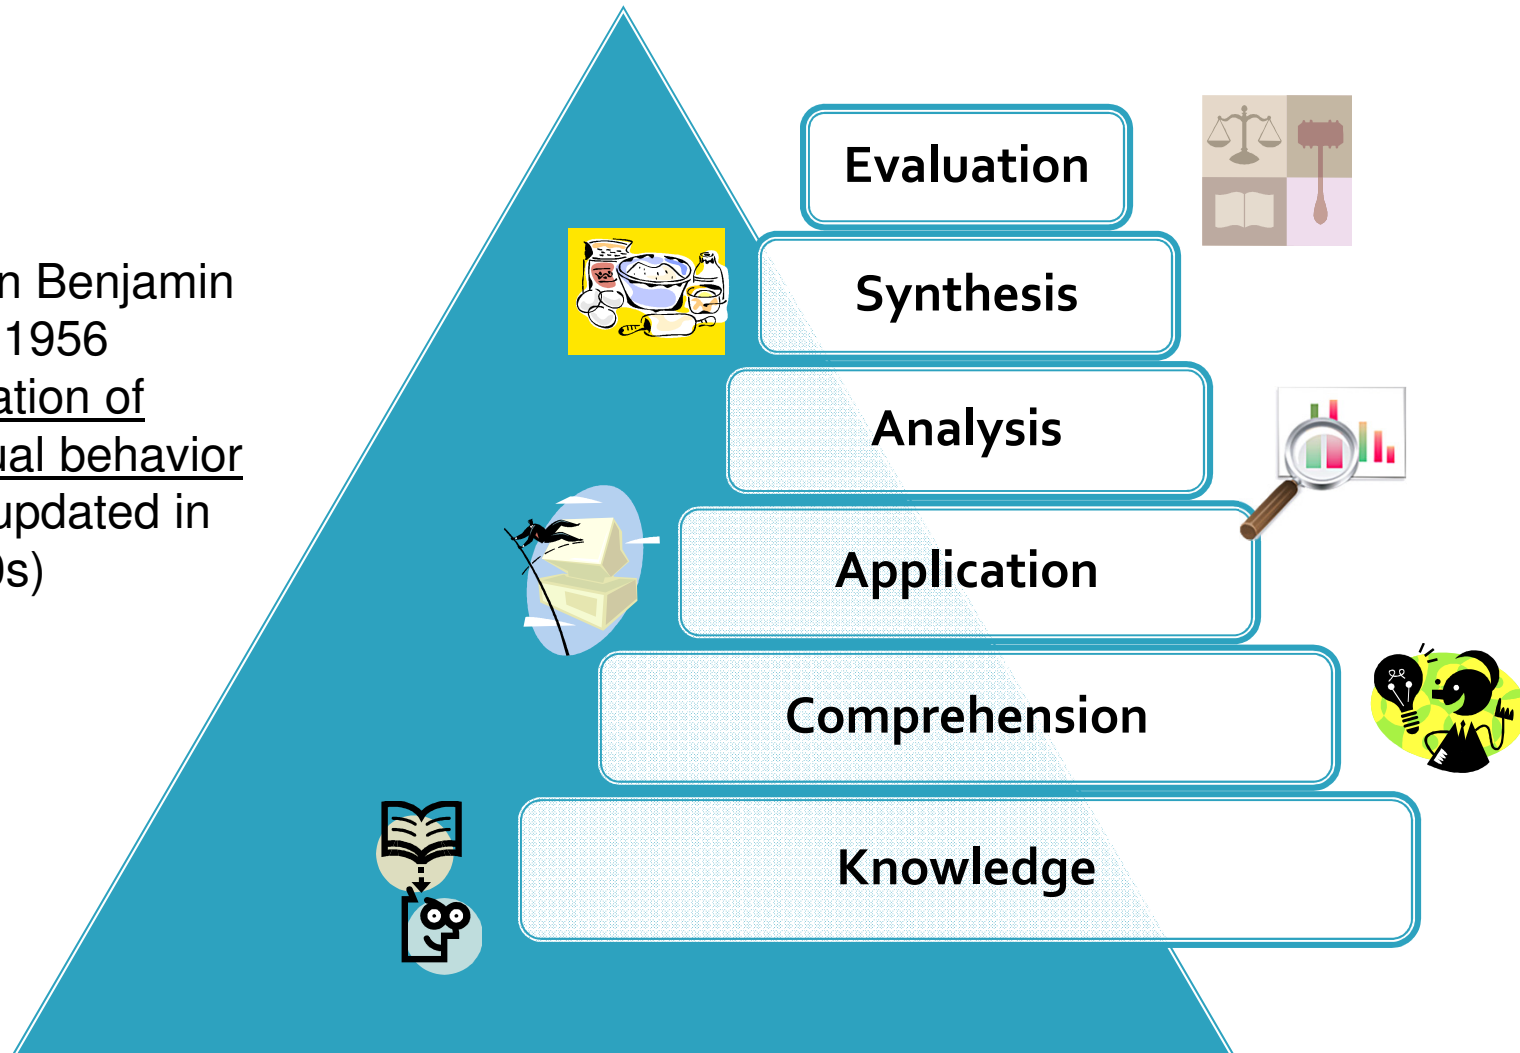 n Benjamin
1956
ation of
ual behavior
updated in
0s)
Evaluation
Synthesis
Analysis
Application
Comprehension
Knowledge